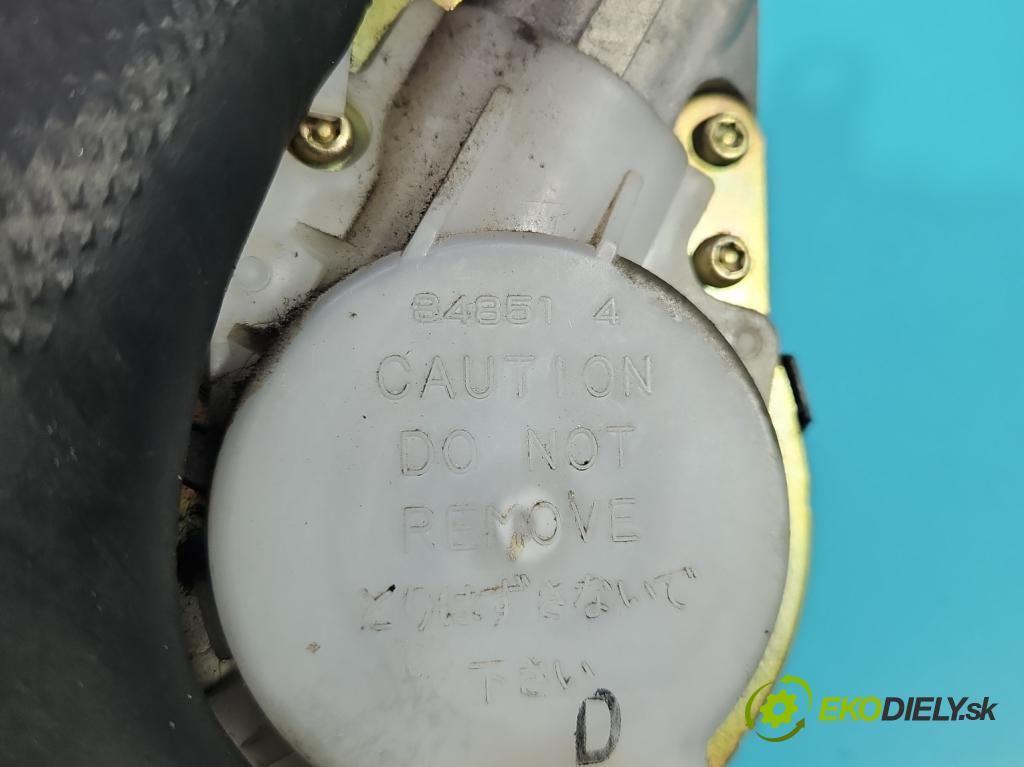 84851 4
CAUTION
DO NOT
REMOVE
とりはずさないで
下さい
D
EKODIELY.sk